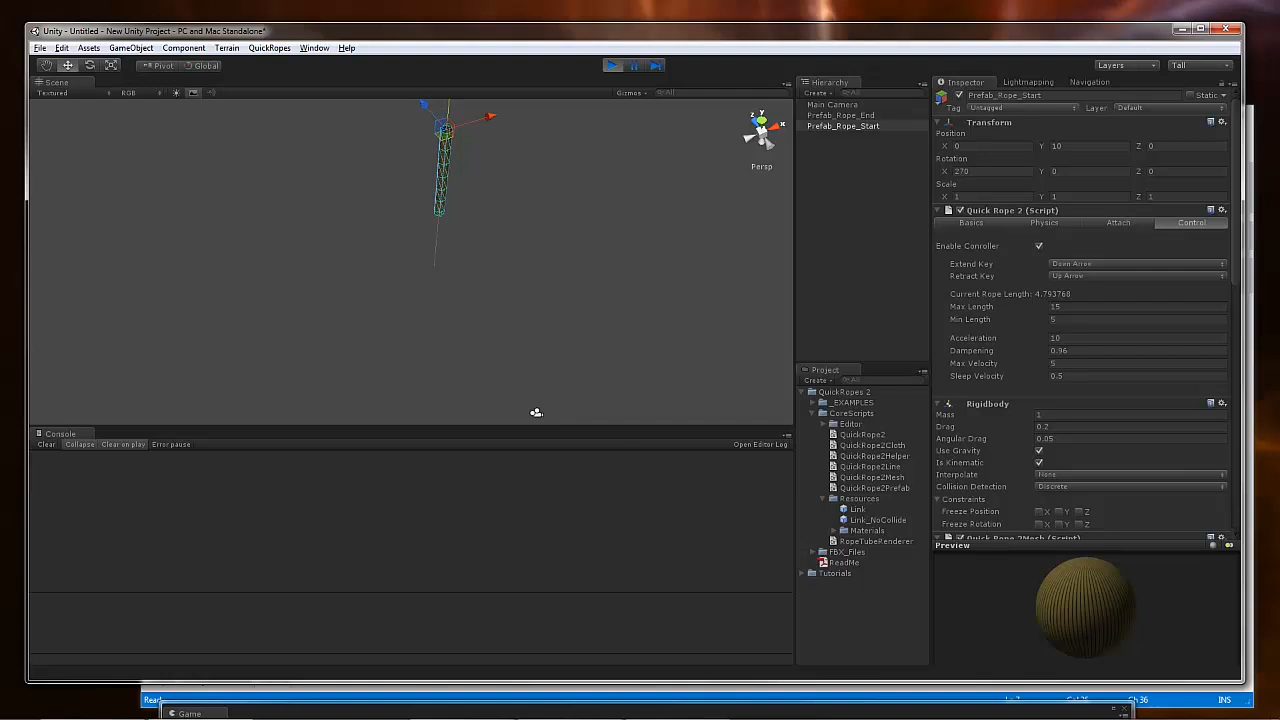 Unity - Untitled - New Unity Project - PC and Mac Standalone*
File Edit Assets GameObject Component Terrain QuickRopes Window Help
Pivot Global Layers Tall
Scene
Textured RGB Gizmos All
y
x
z
Persp
Console
Clear Collapse Clear on play Error pause Open Editor Log
Hierarchy
Create All
Main Camera
Prefab_Rope_End
Prefab_Rope_Start
Project
Create All
QuickRopes 2
_EXAMPLES
CoreScripts
Editor
QuickRope2
QuickRope2Cloth
QuickRope2Helper
QuickRope2Line
QuickRope2Mesh
QuickRope2Prefab
Resources
Link
Link_NoCollide
Materials
RopeTubeRenderer
FBX_Files
ReadMe
Tutorials
Inspector Lightmapping Navigation
Prefab_Rope_Start Static
Tag Untagged Layer Default
Transform
Position
X 0 Y 10 Z 0
Rotation
X 270 Y 0 Z 0
Scale
X 1 Y 1 Z 1
Quick Rope 2 (Script)
Basics Physics Attach Control
Enable Conroller
Extend Key Down Arrow
Retract Key Up Arrow
Current Rope Length: 4.793768
Max Length 15
Min Length 5
Acceleration 10
Dampening 0.96
Max Velocity 5
Sleep Velocity 0.5
Rigidbody
Mass 1
Drag 0.2
Angular Drag 0.05
Use Gravity
Is Kinematic
Interpolate None
Collision Detection Discrete
Constraints
Freeze Position X Y Z
Freeze Rotation X Y Z
Quick Rope 2Mesh (Script)
Preview
Ready Ch 36 INS
Game